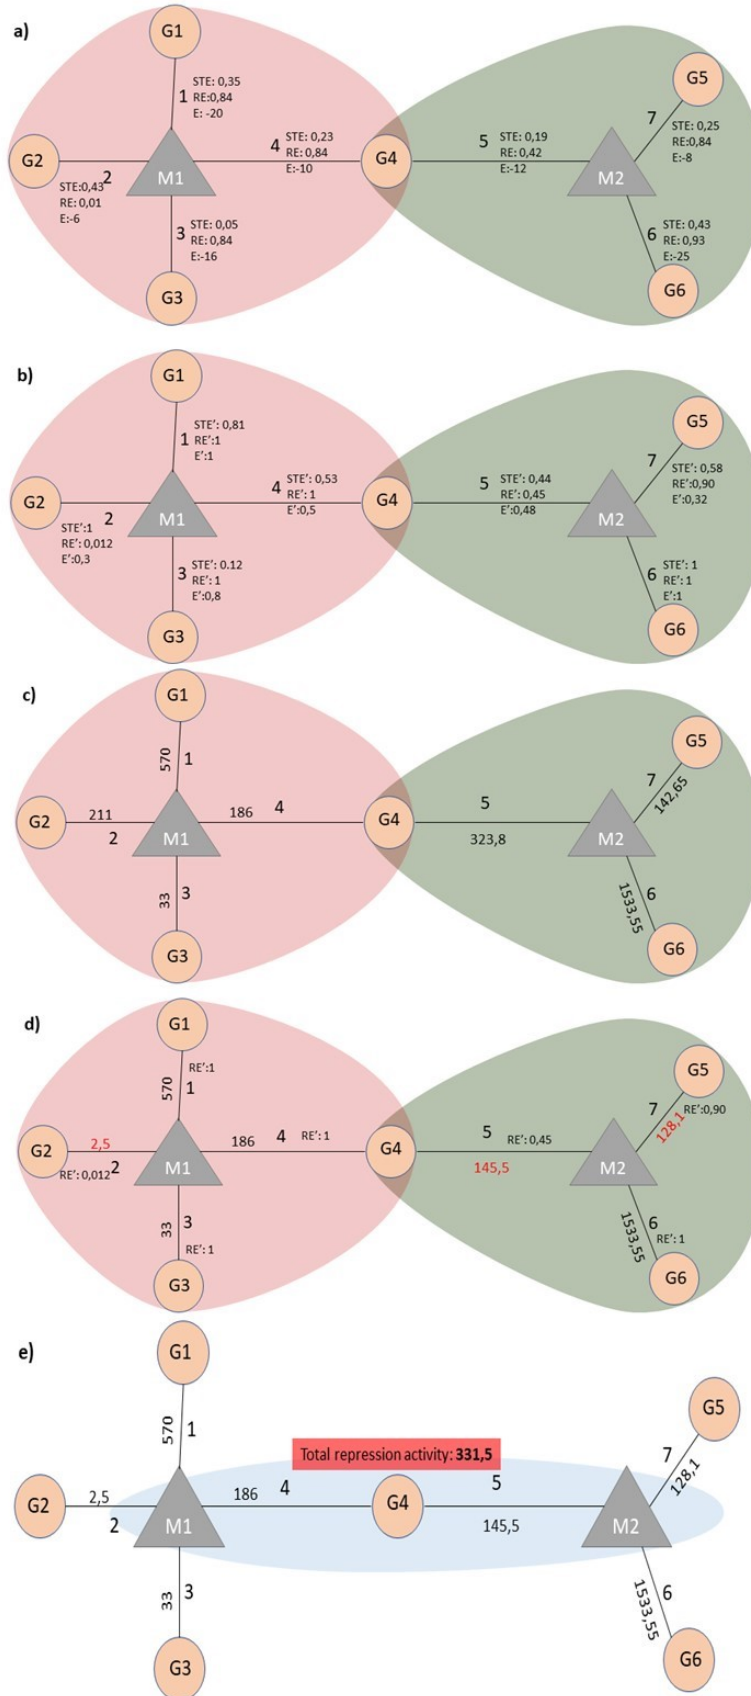 a)
G1
1
STE: 0,35
RE:0,84
E: -20
G2
2
STE:0,43
RE: 0,01
E:-6
M1
3
STE: 0,05
RE: 0,84
E:-16
G3
4
STE: 0,23
RE: 0,84
E:-10
G4
5
STE: 0,19
RE: 0,42
E:-12
M2
7
G5
STE: 0,25
RE:0,84
E:-8
6
STE: 0,43
RE: 0,93
E:-25
G6
b)
G1
1
STE’: 0,81
RE’:1
E’:1
G2
2
STE’:1
RE’: 0,012
E’:0,3
M1
3
STE’: 0.12
RE’: 1
E’:0,8
G3
4
STE’: 0,53
RE’: 1
E’:0,5
G4
5
STE’: 0,44
RE’: 0,45
E’:0,48
M2
7
G5
STE’: 0,58
RE’:0,90
E’:0,32
6
STE’: 1
RE’: 1
E’:1
G6
c)
G1
570
1
G2
211
2
M1
33
3
G3
186
4
G4
5
323,8
M2
7
142,65
G5
1533,55
6
G6
d)
G1
RE’:1
570
1
G2
2,5
RE’: 0,012
2
M1
33
3
RE’: 1
G3
186
4
RE’: 1
G4
5
RE’: 0,45
145,5
M2
7
128,1
RE’:0,90
G5
1533,55
6
RE’: 1
G6
e)
G1
570
1
Total repression activity: 331,5
G2
2,5
2
M1
33
3
G3
186
4
G4
5
145,5
M2
7
128,1
G5
1533,55
6
G6